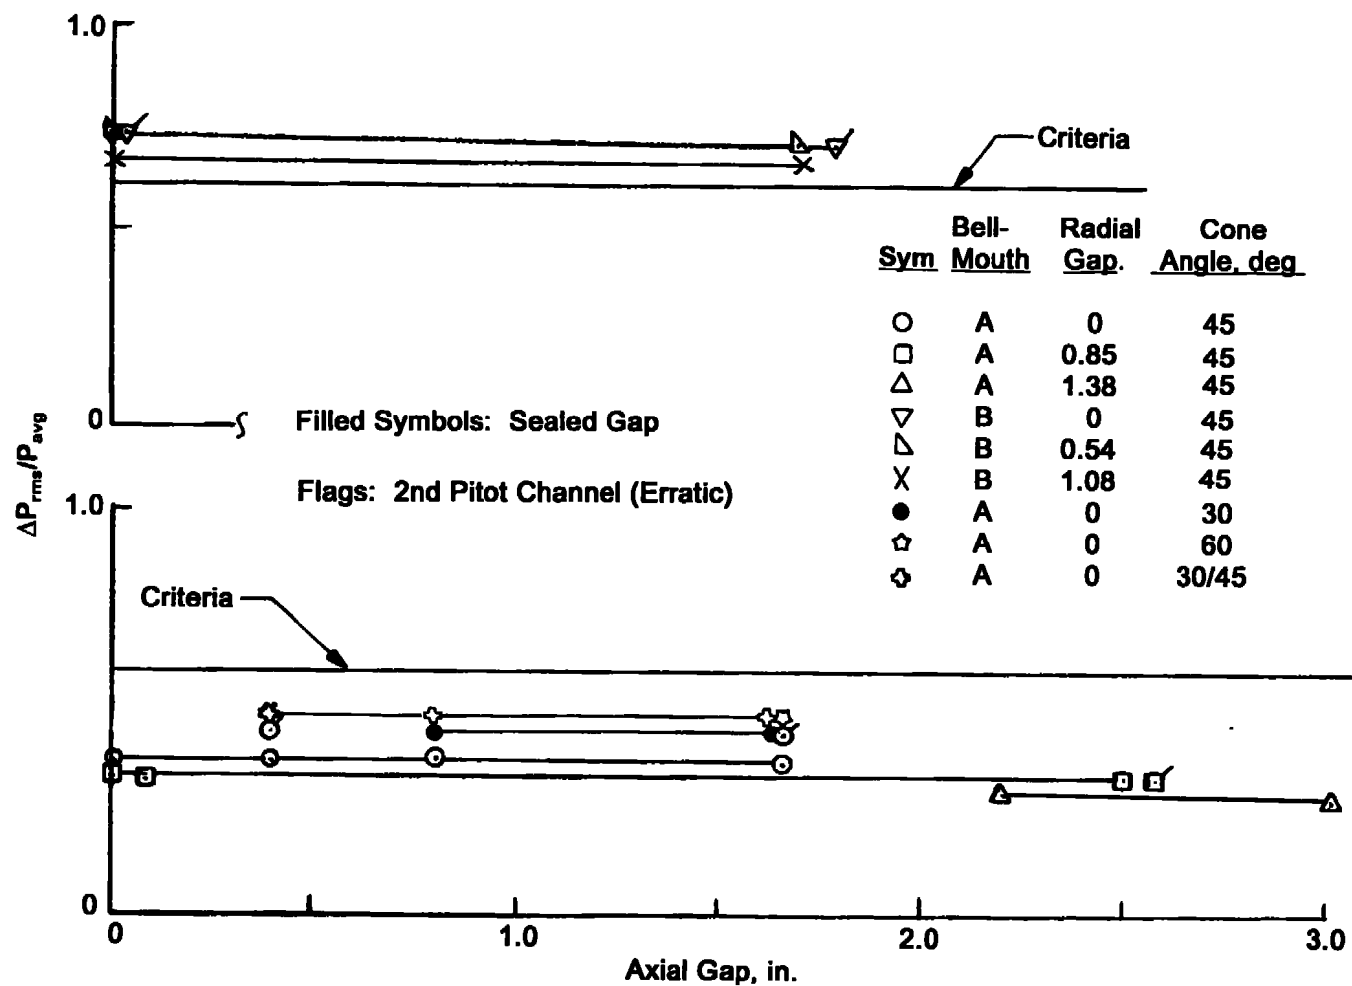 1.0
Criteria
Bell- Radial Cone
Sym Mouth Gap. Angle, deg
A 0 45
A 0.85 45
A 1.38 45
B 0 45
B 0.54 45
X B 1.08 45
A 0 30
A 0 60
A 0 30/45
0
Filled Symbols: Sealed Gap
Flags: 2nd Pitot Channel (Erratic)
ΔPrms/Pavg
1.0
Criteria
0
0 1.0 2.0 3.0
Axial Gap, in.